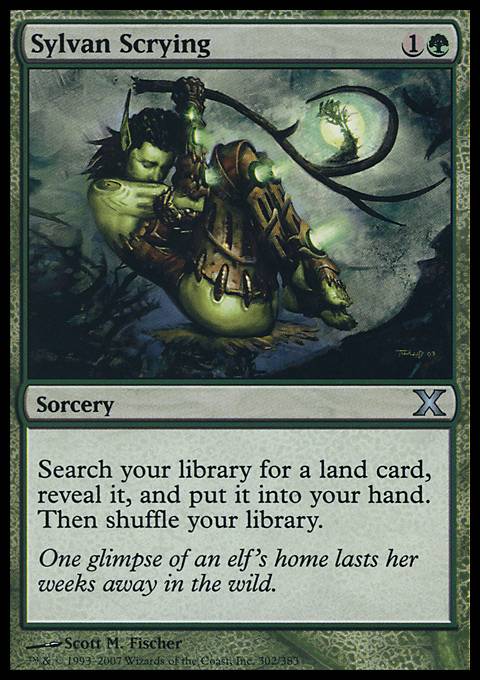 Sylvan Scrying
1
Sorcery
X
Search your library for a land card,
reveal it, and put it into your hand.
Then shuffle your library.
One glimpse of an elf's home lasts her
weeks away in the wild.
Scott M. Fischer
™ & © 1993–2007 Wizards of the Coast, Inc. 302/383